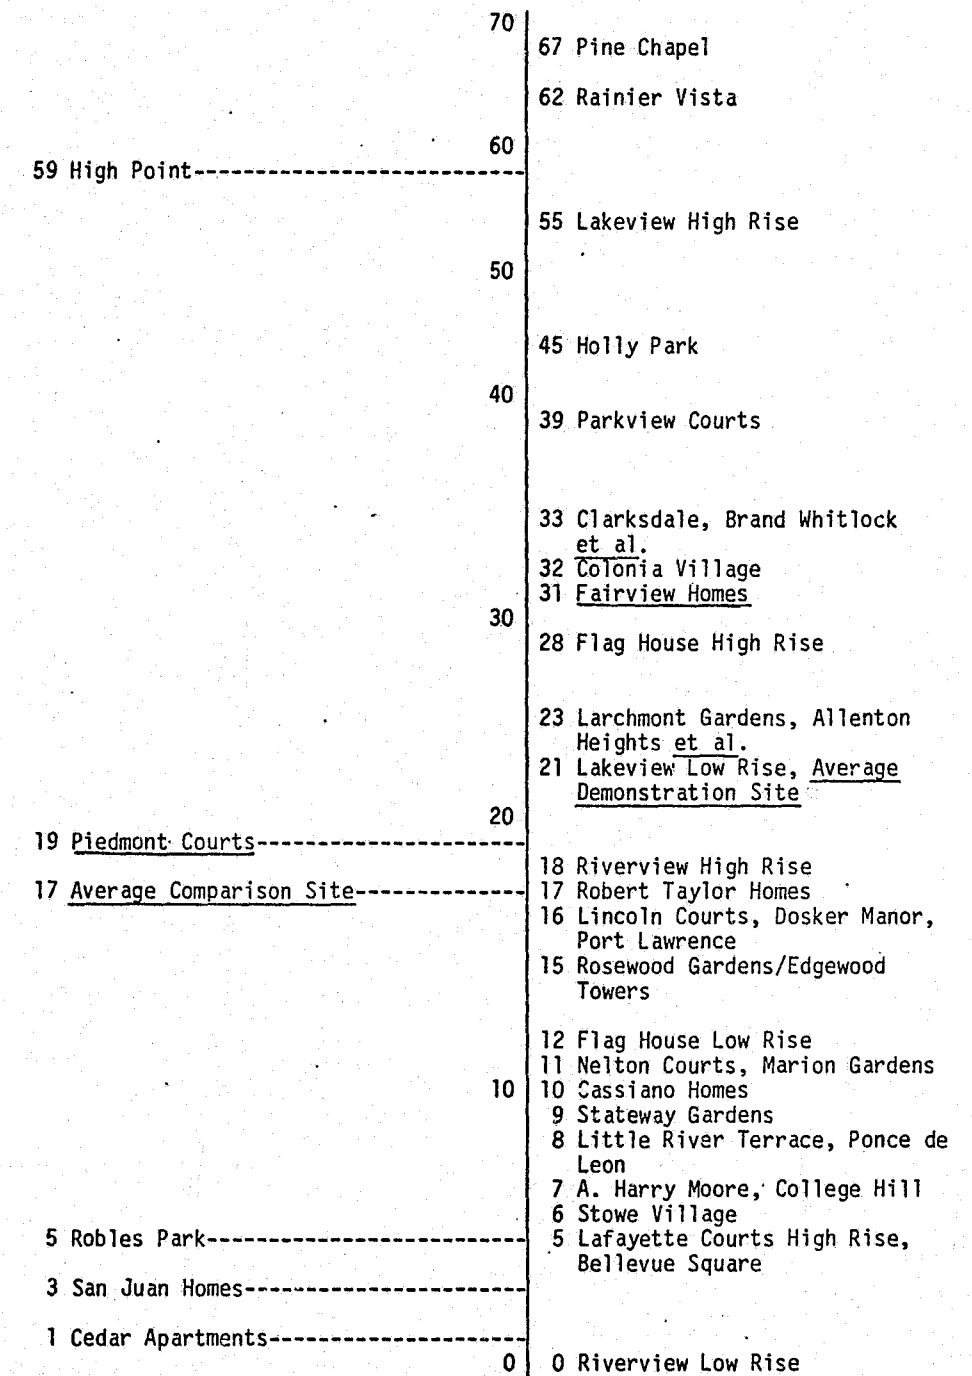 70
67 Pine Chapel
62 Rainier Vista
60
59 High Point----------------------------
55 Lakeview High Rise
50
45 Holly Park
40
39 Parkview Courts
33 Clarksdale, Brand Whitlock
et al.
32 Colonia Village
31 Fairview Homes
30
28 Flag House High Rise
23 Larchmont Gardens, Allenton
Heights et al.
21 Lakeview Low Rise, Average
Demonstration Site
20
19 Piedmont Courts----------------------
18 Riverview High Rise
17 Average Comparison Site--------------
17 Robert Taylor Homes
16 Lincoln Courts, Dosker Manor,
Port Lawrence
15 Rosewood Gardens/Edgewood
Towers
12 Flag House Low Rise
11 Nelton Courts, Marion Gardens
10
10 Cassiano Homes
9 Stateway Gardens
8 Little River Terrace, Ponce de
Leon
7 A. Harry Moore, College Hill
6 Stowe Village
5 Robles Park--------------------------
5 Lafayette Courts High Rise,
Bellevue Square
3 San Juan Homes-----------------------
1 Cedar Apartments---------------------
0
0 Riverview Low Rise